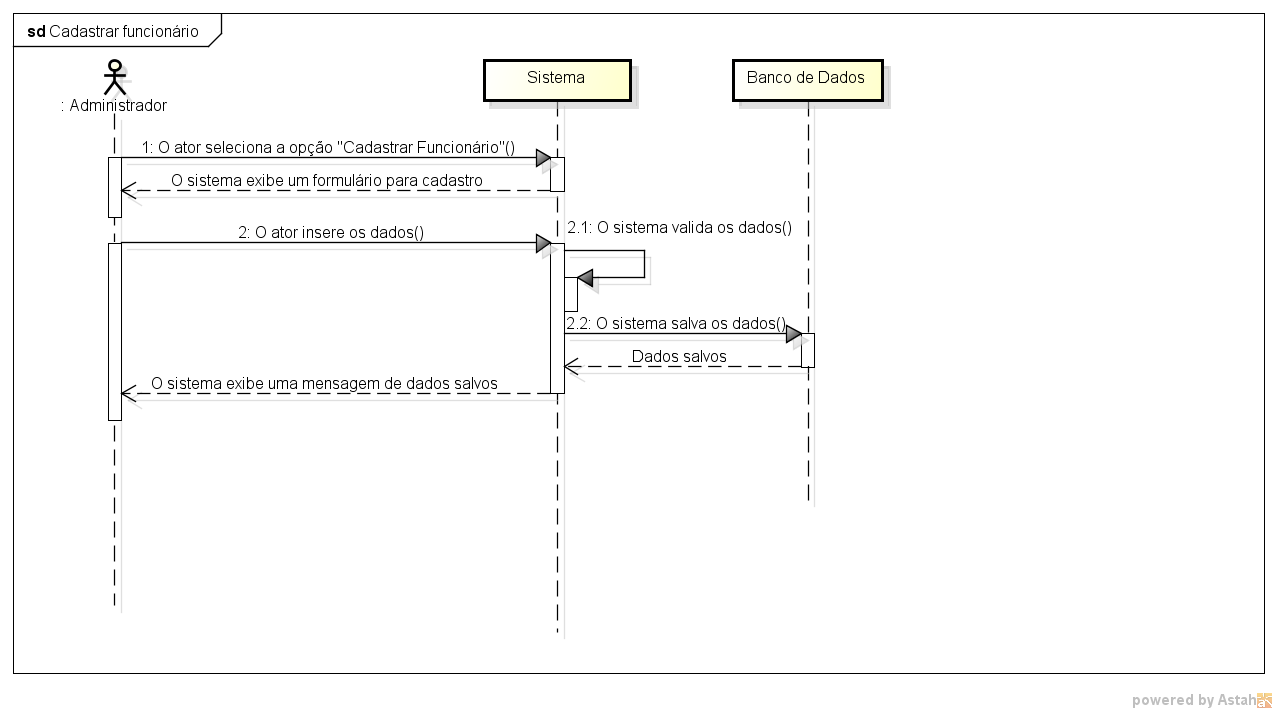 sd Cadastrar funcionário
: Administrador
Sistema
Banco de Dados
1: O ator seleciona a opção "Cadastrar Funcionário"()
O sistema exibe um formulário para cadastro
2: O ator insere os dados()
2.1: O sistema valida os dados()
2.2: O sistema salva os dados()
Dados salvos
O sistema exibe uma mensagem de dados salvos
powered by Astah